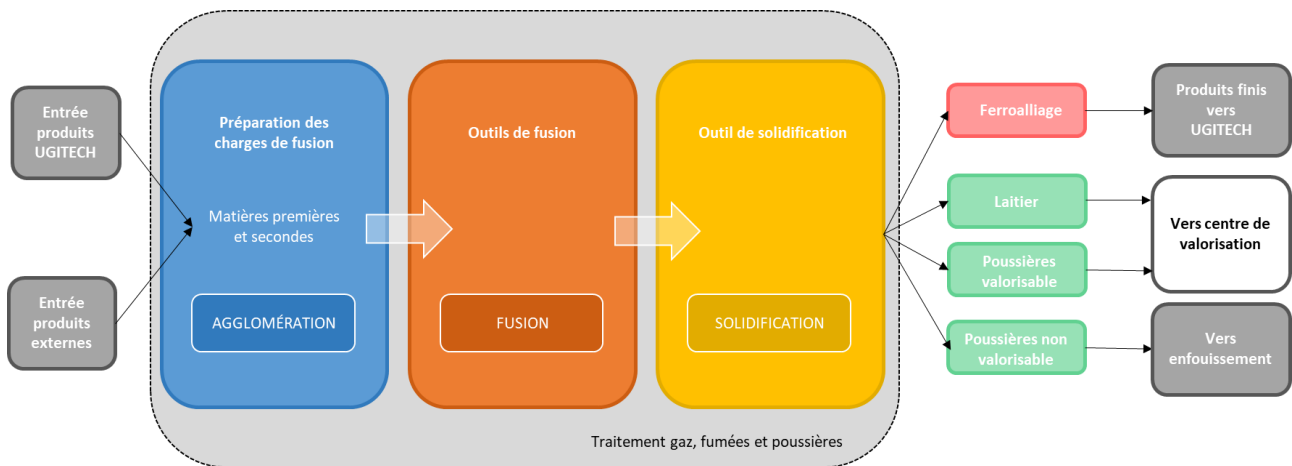 Entrée
produits
UGITECH
Entrée
produits
externes
Préparation des
charges de fusion
Matières premières
et secondes
AGGLOMÉRATION
Outils de fusion
FUSION
Outil de solidification
SOLIDIFICATION
Traitement gaz, fumées et poussières
Ferroalliage
Produits finis
vers
UGITECH
Laitier
Poussières
valorisable
Vers centre de
valorisation
Poussières non
valorisable
Vers
enfouissement